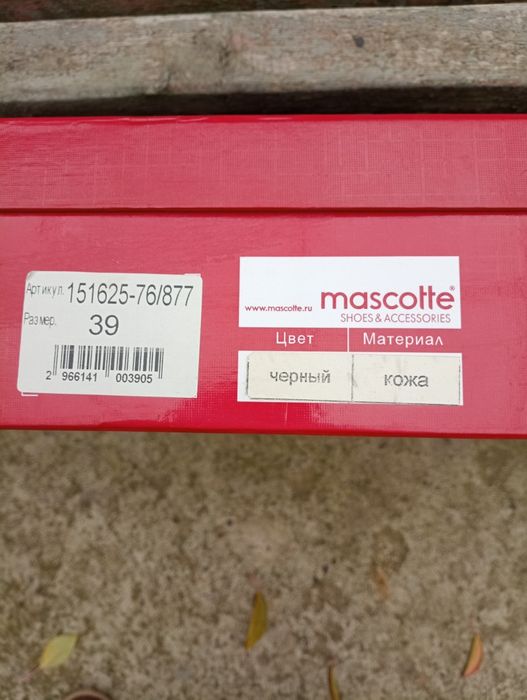 Артикул. 151625-76/877
Размер. 39
2 966141 003905
www.mascotte.ru
mascotte®
SHOES & ACCESSORIES
Цвет Материал
черный кожа